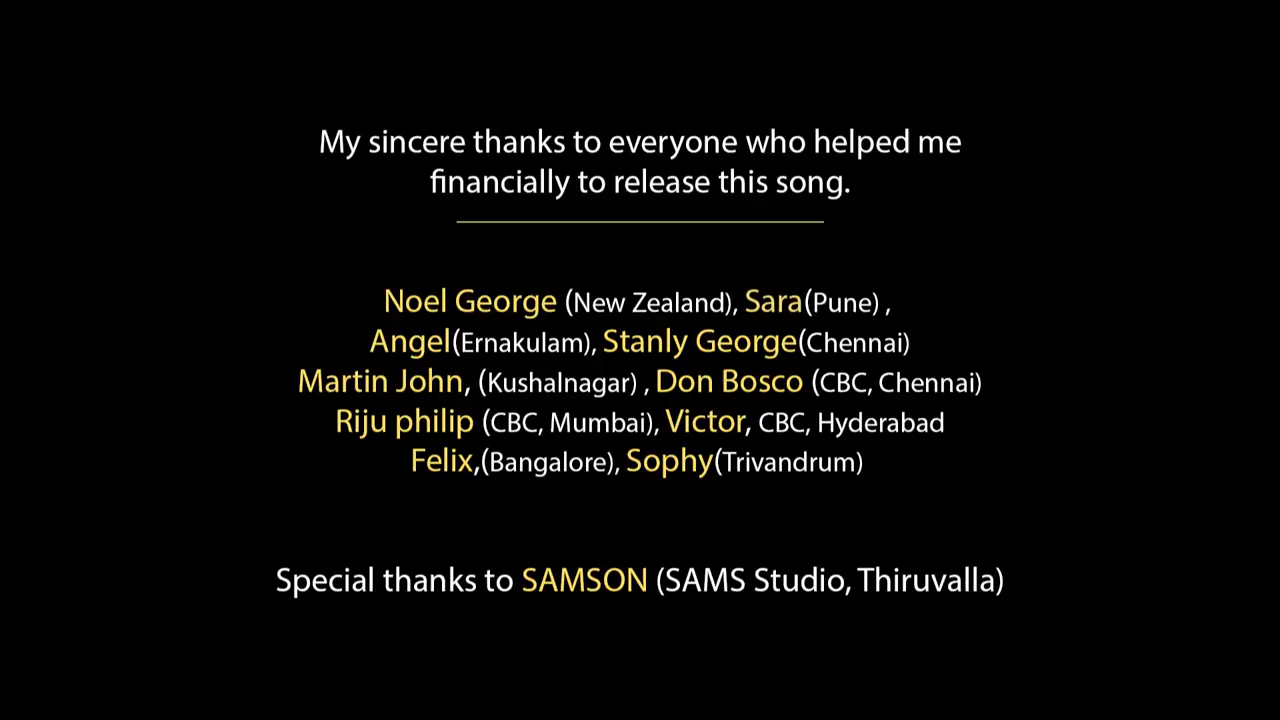 My sincere thanks to everyone who helped me
financially to release this song.
Noel George (New Zealand), Sara(Pune) ,
Angel(Ernakulam), Stanly George(Chennai)
Martin John, (Kushalnagar) , Don Bosco (CBC, Chennai)
Riju philip (CBC, Mumbai), Victor, CBC, Hyderabad
Felix,(Bangalore), Sophy(Trivandrum)
Special thanks to SAMSON (SAMS Studio, Thiruvalla)